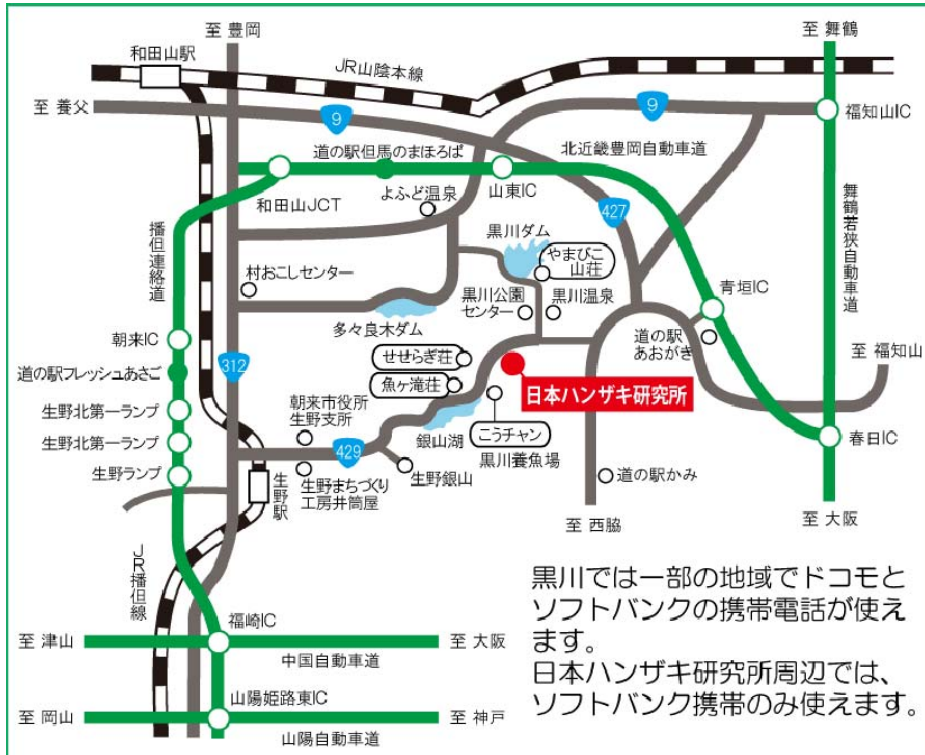 至 豊岡
至 舞鶴
和田山駅
JR山陰本線
至 養父
9
9
福知山IC
道の駅但馬のまほろば
北近畿豊岡自動車道
山東IC
和田山JCT
よふど温泉
427
舞鶴若狭自動車道
播但連絡道
黒川ダム
やまびこ
山荘
村おこしセンター
黒川公園
センター
黒川温泉
青垣IC
多々良木ダム
朝来IC
道の駅
あおがき
至 福知山
せせらぎ荘
道の駅フレッシュあさご
312
魚ヶ滝荘
日本ハンザキ研究所
生野北第一ランプ
朝来市役所
生野支所
銀山湖
こうチャン
黒川養魚場
生野北第一ランプ
春日IC
429
生野ランプ
生野駅
生野まちづくり
工房井筒屋
生野銀山
道の駅かみ
至 西脇
至 大阪
JR播但線
福崎IC
至 津山
至 大阪
中国自動車道
山陽姫路東IC
至 岡山
至 神戸
山陽自動車道
黒川では一部の地域でドコモと
ソフトバンクの携帯電話が使え
ます。
日本ハンザキ研究所周辺では、
ソフトバンク携帯のみ使えます。